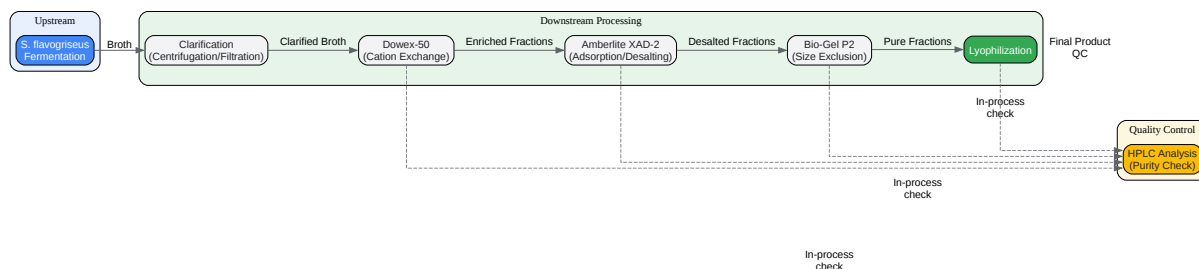 Upstream
S. flavogriseus
Fermentation
Broth
Downstream Processing
Clarification
(Centrifugation/Filtration)
Clarified Broth
Dowex-50
(Cation Exchange)
Enriched Fractions
Amberlite XAD-2
(Adsorption/Desalting)
Desalted Fractions
Bio-Gel P2
(Size Exclusion)
Pure Fractions
Lyophilization
Final Product
QC
In-process
check
Quality Control
HPLC Analysis
(Purity Check)
In-process
check
In-process
check